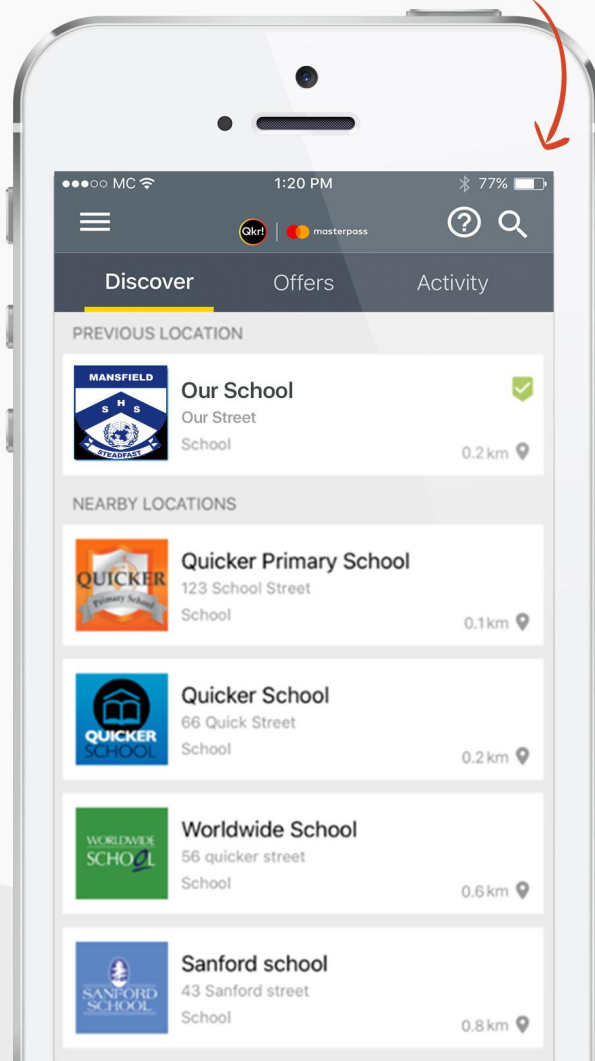 MC
1:20 PM
77%
Qkr!
masterpass
Discover
Offers
Activity
PREVIOUS LOCATION
MANSFIELD
S H S
STEADFAST
Our School
Our Street
School
0.2 km
NEARBY LOCATIONS
QUICKER
Primary School
Quicker Primary School
123 School Street
School
0.1 km
QUICKER
SCHOOL
Quicker School
66 Quick Street
School
0.2 km
WORLDWIDE
SCHOOL
Worldwide School
56 quicker street
School
0.6 km
SANFORD
SCHOOL
Sanford school
43 Sanford street
School
0.8 km